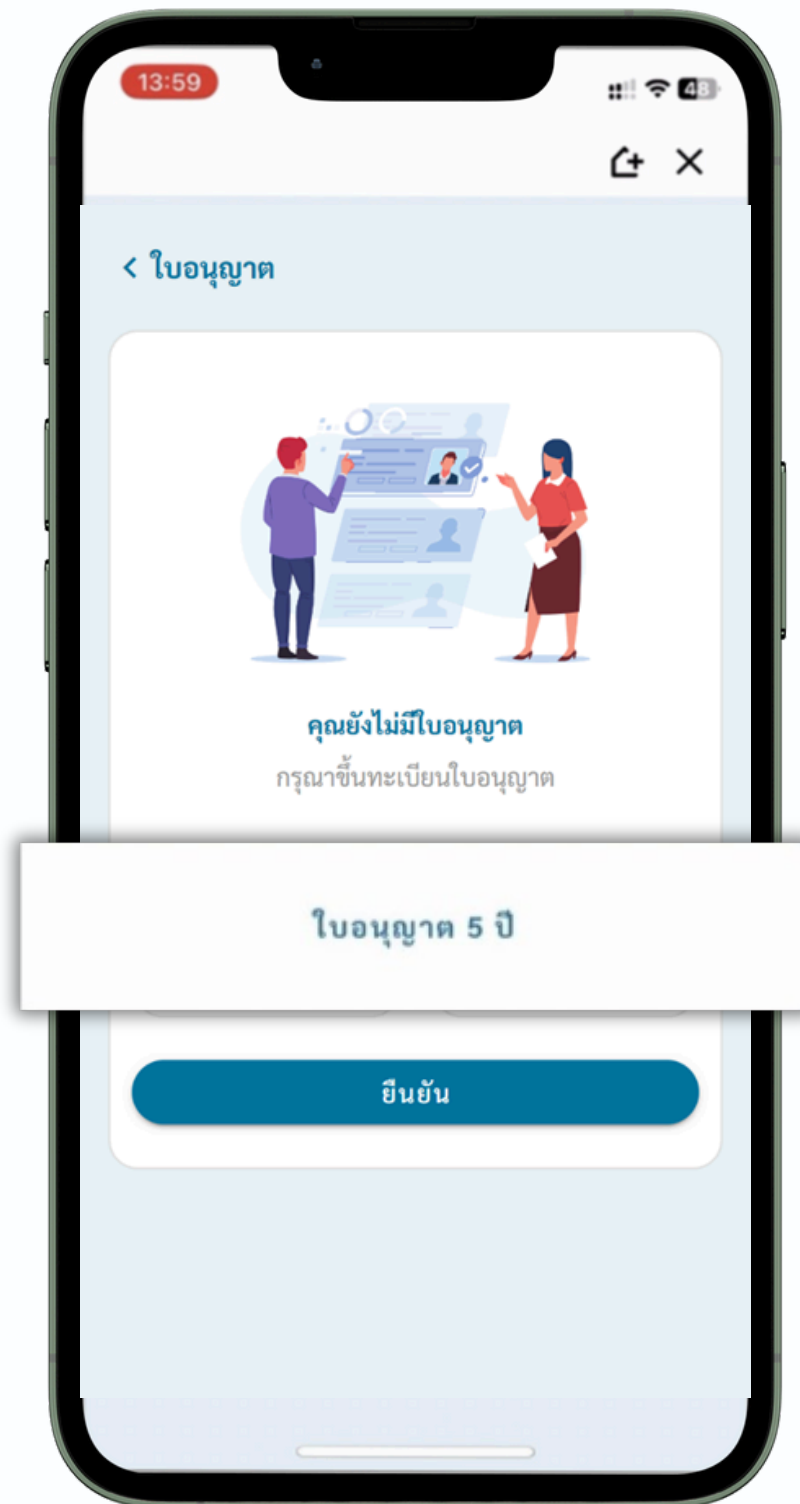 13:59
48
ใบอนุญาต
คุณยังไม่มีใบอนุญาต
กรุณาขึ้นทะเบียนใบอนุญาต
ใบอนุญาต 5 ปี
ยืนยัน